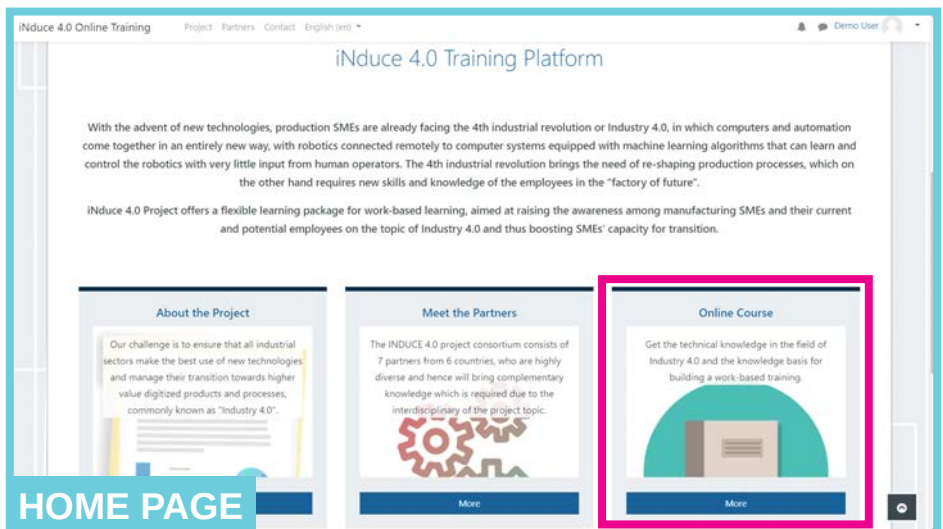 iNduce 4.0 Online Training Project Partners Contact English (en) Demo User
iNduce 4.0 Training Platform
With the advent of new technologies, production SMEs are already facing the 4th industrial revolution or Industry 4.0, in which computers and automation
come together in an entirely new way, with robotics connected remotely to computer systems equipped with machine learning algorithms that can learn and
control the robotics with very little input from human operators. The 4th industrial revolution brings the need of re-shaping production processes, which on
the other hand requires new skills and knowledge of the employees in the "factory of future".
iNduce 4.0 Project offers a flexible learning package for work-based learning, aimed at raising the awareness among manufacturing SMEs and their current
and potential employees on the topic of Industry 4.0 and thus boosting SMEs' capacity for transition.
About the Project
Our challenge is to ensure that all industrial
sectors make the best use of new technologies
and manage their transition towards higher
value digitized products and processes,
commonly known as "Industry 4.0".
Meet the Partners
The INDUCE 4.0 project consortium consists of
7 partners from 6 countries, who are highly
diverse and hence will bring complementary
knowledge which is required due to the
interdisciplinary of the project topic.
More
Online Course
Get the technical knowledge in the field of
Industry 4.0 and the knowledge basis for
building a work-based training.
More
HOME PAGE